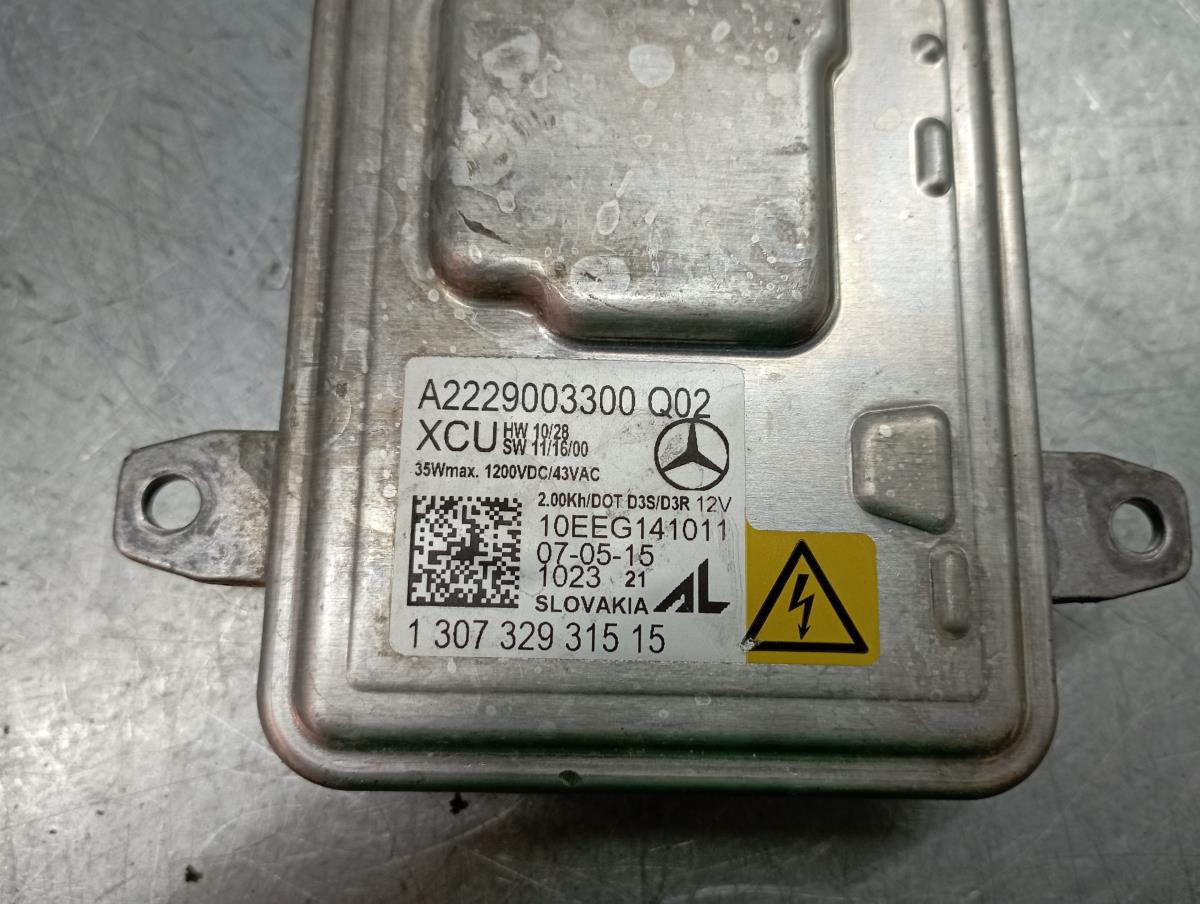 A2229003300 Q02
XCU HW 10/28
SW 11/16/00
35Wmax. 1200VDC/43VAC
2.00Kh/DOT D3S/D3R 12V
10EEG141011
07-05-15
1023 21
SLOVAKIA AL
1 307 329 315 15